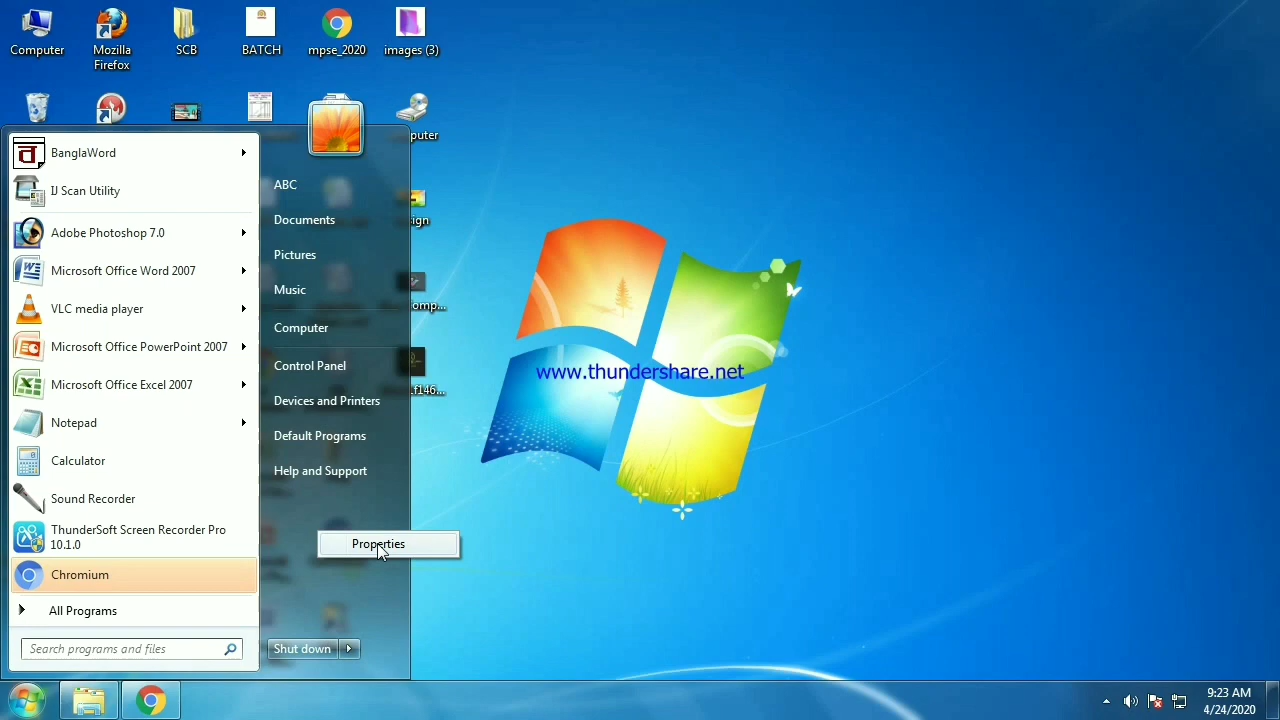 Computer
Mozilla
Firefox
SCB
BATCH
mpse_2020
images (3)
BanglaWord
IJ Scan Utility
Adobe Photoshop 7.0
Microsoft Office Word 2007
VLC media player
Microsoft Office PowerPoint 2007
Microsoft Office Excel 2007
Notepad
Calculator
Sound Recorder
ThunderSoft Screen Recorder Pro
10.1.0
Chromium
All Programs
Search programs and files
ABC
Documents
Pictures
Music
Computer
Control Panel
Devices and Printers
Default Programs
Help and Support
Properties
Shut down
www.thundershare.net
9:23 AM
4/24/2020